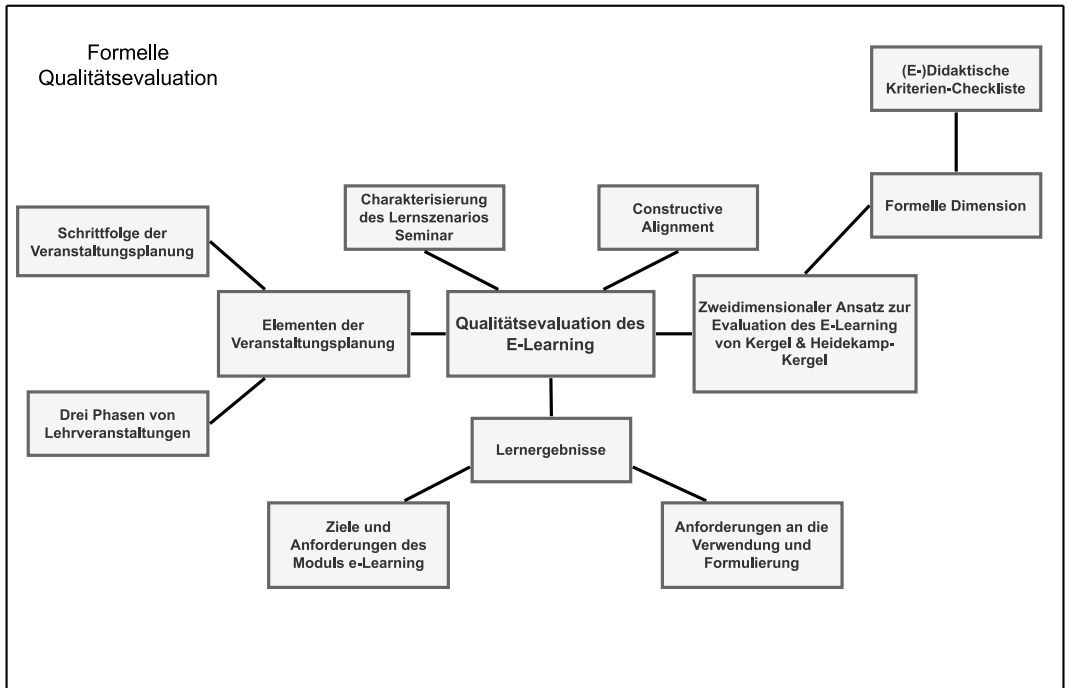 Formelle
Qualitätsevaluation
(E-)Didaktische
Kriterien-Checkliste
Formelle Dimension
Charakterisierung
des Lernszenarios
Seminar
Constructive
Alignment
Schrittfolge der
Veranstaltungsplanung
Elementen der
Veranstaltungsplanung
Qualitätsevaluation des
E-Learning
Zweidimensionaler Ansatz zur
Evaluation des E-Learning
von Kergel & Heidekamp-
Kergel
Drei Phasen von
Lehrveranstaltungen
Lernergebnisse
Ziele und
Anforderungen des
Moduls e-Learning
Anforderungen an die
Verwendung und
Formulierung